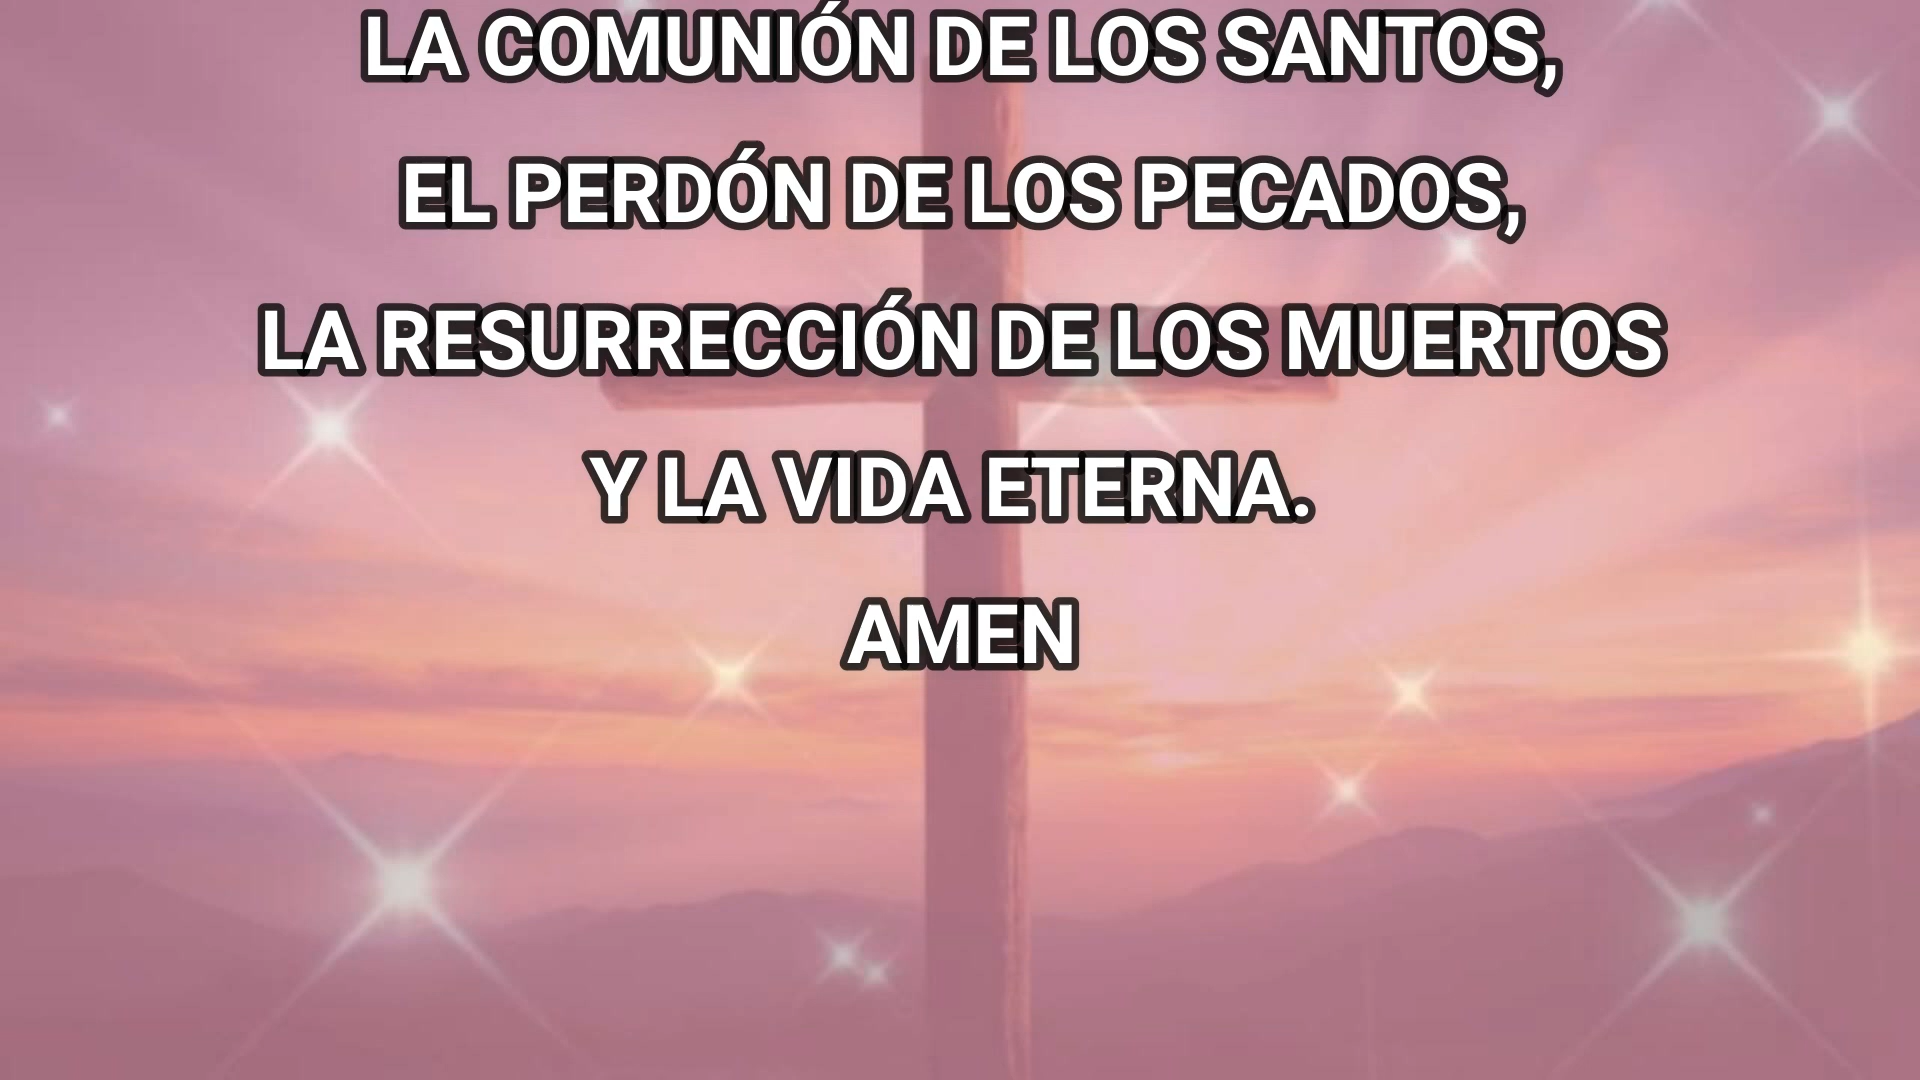 LA COMUNIÓN DE LOS SANTOS,
EL PERDÓN DE LOS PECADOS,
LA RESURRECCIÓN DE LOS MUERTOS
Y LA VIDA ETERNA.
AMEN